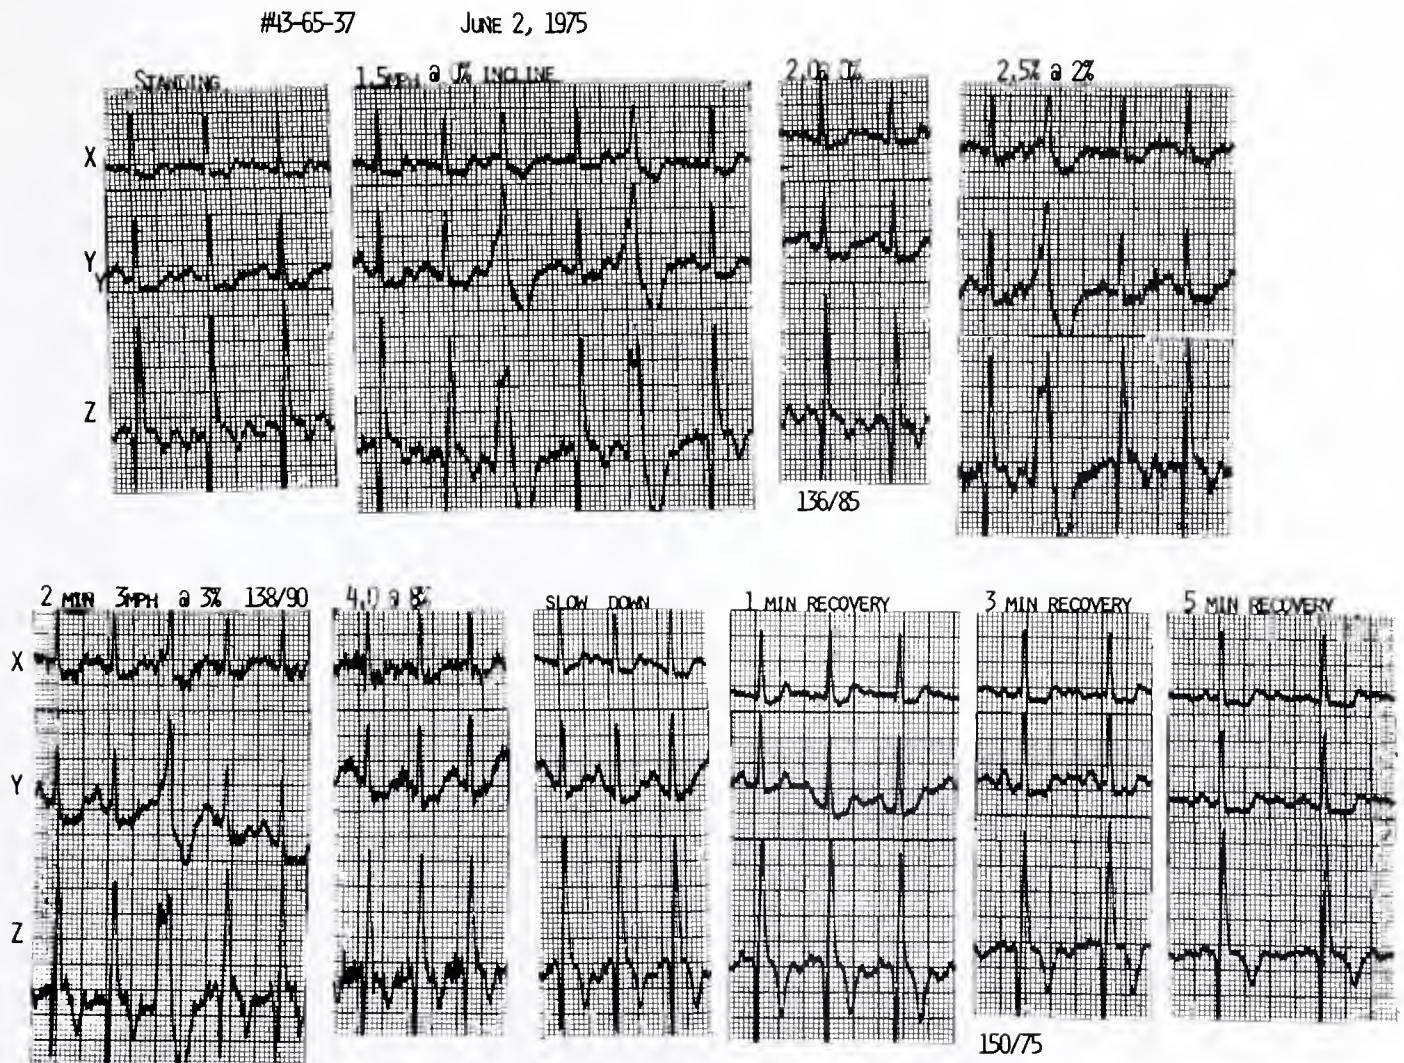 #43-65-37 JUNE 2, 1975
STANDING 1.5MPH @ 0% INCLINE 2.0@ 0% 2.5% @ 2%
X
Y
Y
Z
136/85
2 MIN 3MPH @ 3% 138/90 4.0 @ 8% SLOW DOWN 1 MIN RECOVERY 3 MIN RECOVERY 5 MIN RECOVERY
X
Y
Z
150/75